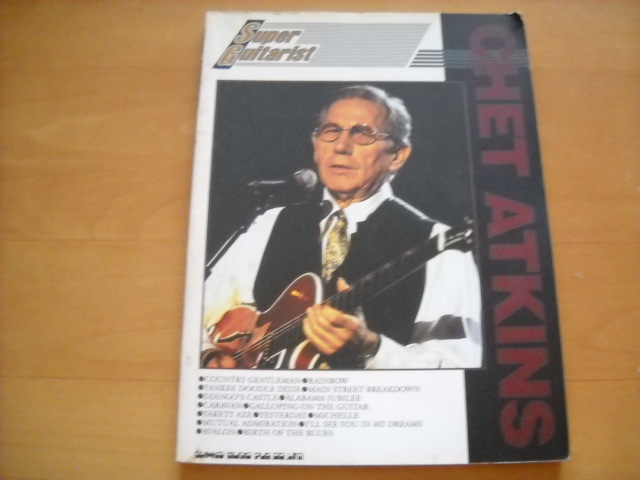 Super
Guitarist
CHET ATKINS
●COUNTRY GENTLEMAN●RAINBOW
●YANKEE DOODLE DIXIE●MAIN STREET BREAKDOWN
●DJANGO'S CASTLE●ALABAMA JUBILEE
●CARAVAN●GALLOPING ON THE GUITAR
●YAKETY AXE●YESTERDAY●MICHELLE
●MUTUAL ADMIRATION●I'LL SEE YOU IN MY DREAMS
●AVALON●BIRTH OF THE BLUES